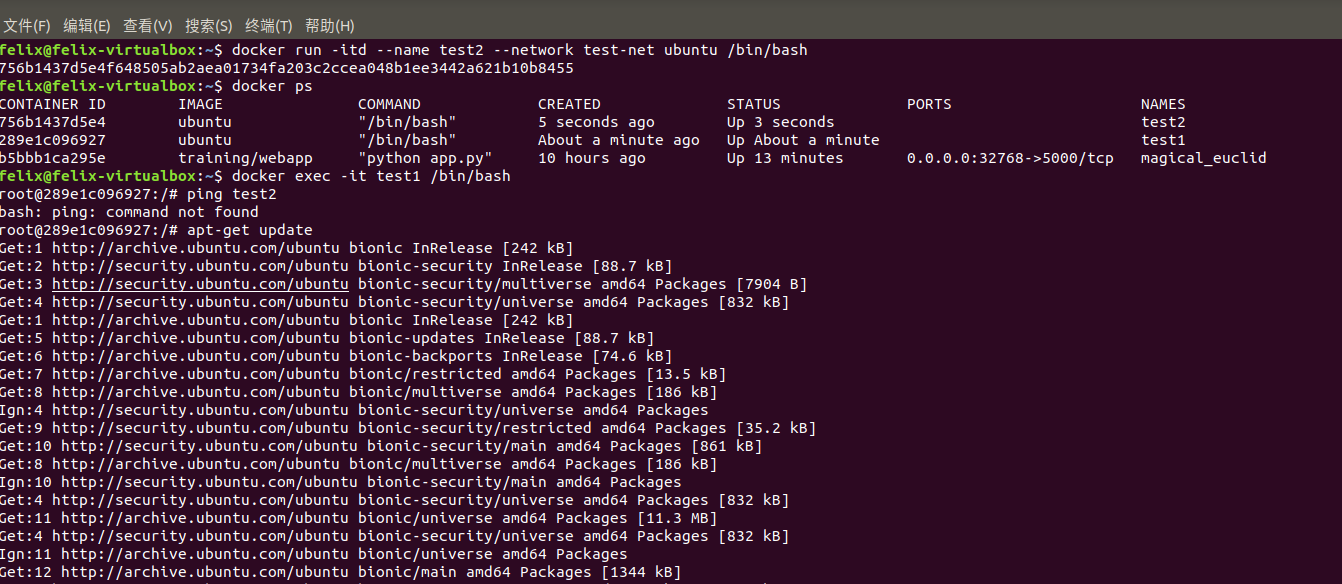 文件(F) 编辑(E) 查看(V) 搜索(S) 终端(T) 帮助(H)
felix@felix-virtualbox:~$ docker run -itd --name test2 --network test-net ubuntu /bin/bash
756b1437d5e4f648505ab2aea01734fa203c2ccea048b1ee3442a621b10b8455
felix@felix-virtualbox:~$ docker ps
CONTAINER ID IMAGE COMMAND CREATED STATUS PORTS NAMES
756b1437d5e4 ubuntu "/bin/bash" 5 seconds ago Up 3 seconds test2
289e1c096927 ubuntu "/bin/bash" About a minute ago Up About a minute test1
b5bbb1ca295e training/webapp "python app.py" 10 hours ago Up 13 minutes 0.0.0.0:32768->5000/tcp magical_euclid
felix@felix-virtualbox:~$ docker exec -it test1 /bin/bash
root@289e1c096927:/# ping test2
bash: ping: command not found
root@289e1c096927:/# apt-get update
Get:1 http://archive.ubuntu.com/ubuntu bionic InRelease [242 kB]
Get:2 http://security.ubuntu.com/ubuntu bionic-security InRelease [88.7 kB]
Get:3 http://security.ubuntu.com/ubuntu bionic-security/multiverse amd64 Packages [7904 B]
Get:4 http://security.ubuntu.com/ubuntu bionic-security/universe amd64 Packages [832 kB]
Get:1 http://archive.ubuntu.com/ubuntu bionic InRelease [242 kB]
Get:5 http://archive.ubuntu.com/ubuntu bionic-updates InRelease [88.7 kB]
Get:6 http://archive.ubuntu.com/ubuntu bionic-backports InRelease [74.6 kB]
Get:7 http://archive.ubuntu.com/ubuntu bionic/restricted amd64 Packages [13.5 kB]
Get:8 http://archive.ubuntu.com/ubuntu bionic/multiverse amd64 Packages [186 kB]
Ign:4 http://security.ubuntu.com/ubuntu bionic-security/universe amd64 Packages
Get:9 http://security.ubuntu.com/ubuntu bionic-security/restricted amd64 Packages [35.2 kB]
Get:10 http://security.ubuntu.com/ubuntu bionic-security/main amd64 Packages [861 kB]
Get:8 http://archive.ubuntu.com/ubuntu bionic/multiverse amd64 Packages [186 kB]
Ign:10 http://security.ubuntu.com/ubuntu bionic-security/main amd64 Packages
Get:4 http://security.ubuntu.com/ubuntu bionic-security/universe amd64 Packages [832 kB]
Get:11 http://archive.ubuntu.com/ubuntu bionic/universe amd64 Packages [11.3 MB]
Get:4 http://security.ubuntu.com/ubuntu bionic-security/universe amd64 Packages [832 kB]
Ign:11 http://archive.ubuntu.com/ubuntu bionic/universe amd64 Packages
Get:12 http://archive.ubuntu.com/ubuntu bionic/main amd64 Packages [1344 kB]